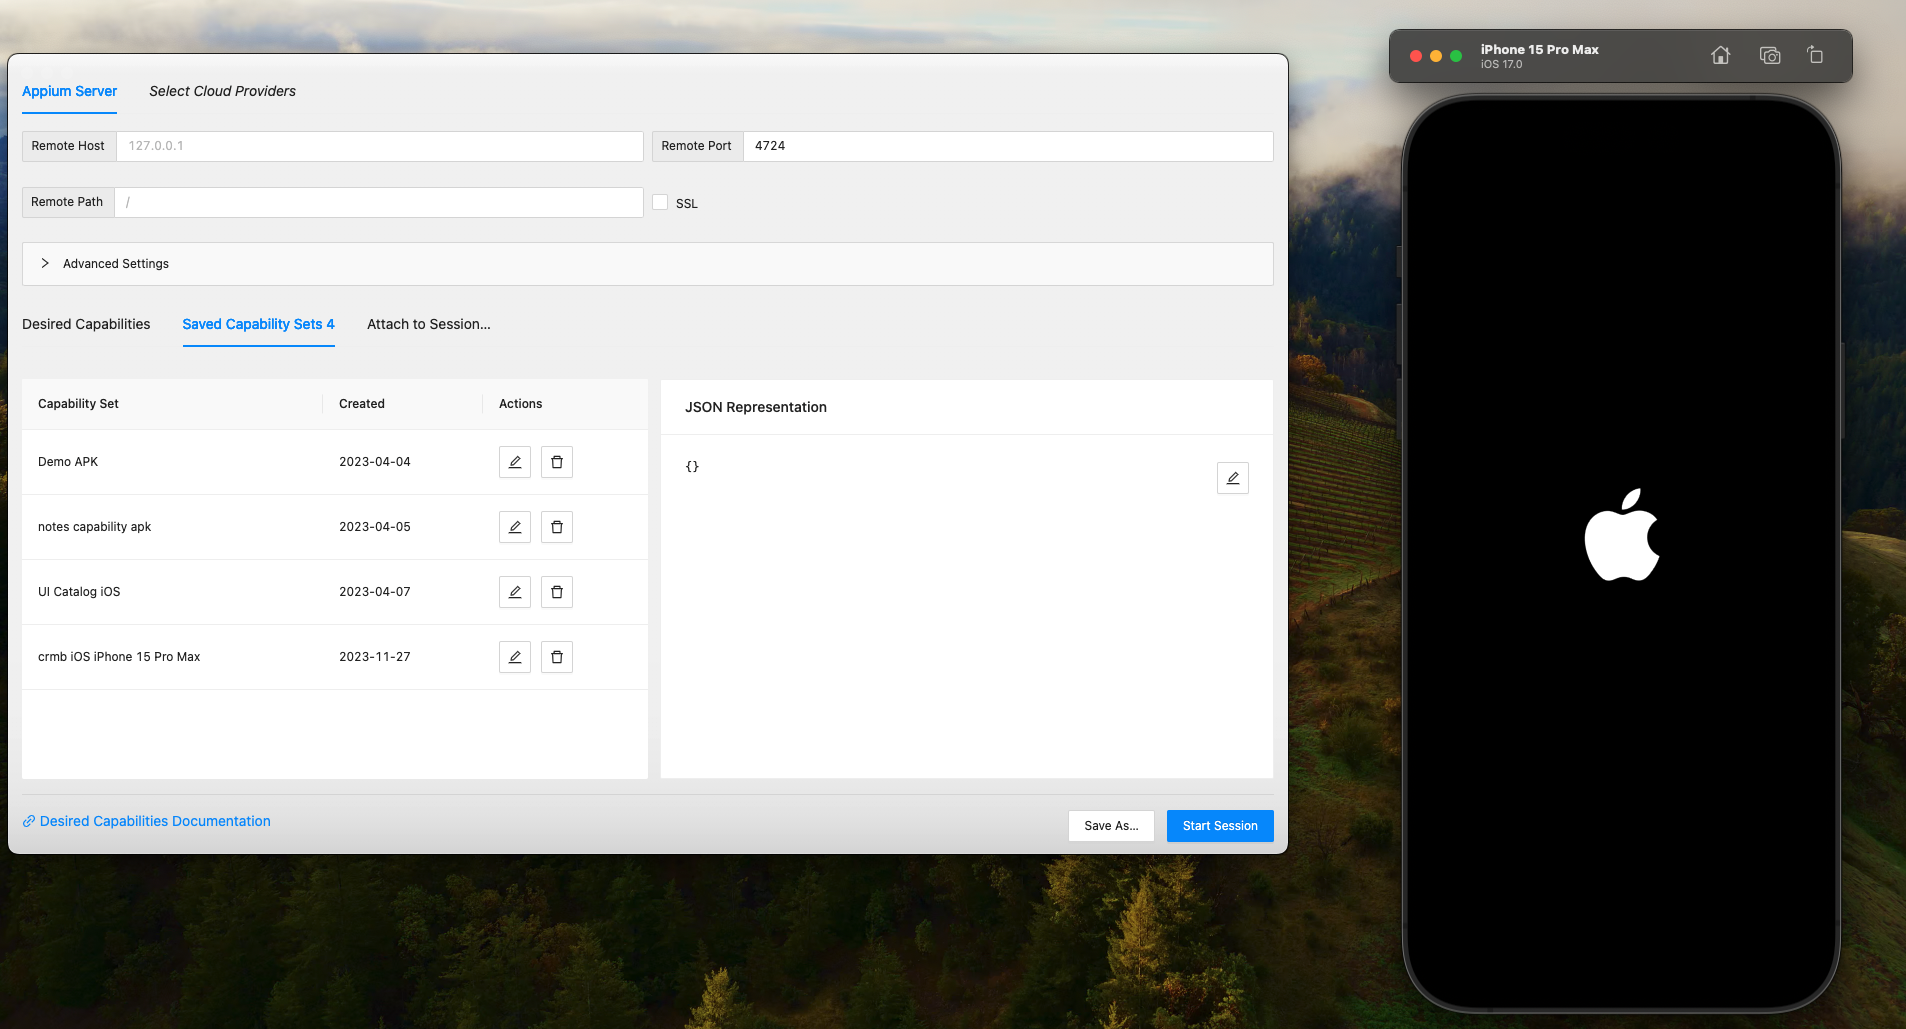 Appium Server
Select Cloud Providers
Remote Host
127.0.0.1
Remote Port
4724
Remote Path
/
SSL
Advanced Settings
Desired Capabilities
Saved Capability Sets 4
Attach to Session...
Capability Set
Created
Actions
Demo APK
2023-04-04
notes capability apk
2023-04-05
UI Catalog iOS
2023-04-07
crmb iOS iPhone 15 Pro Max
2023-11-27
JSON Representation
{}
Desired Capabilities Documentation
Save As...
Start Session
iPhone 15 Pro Max
iOS 17.0